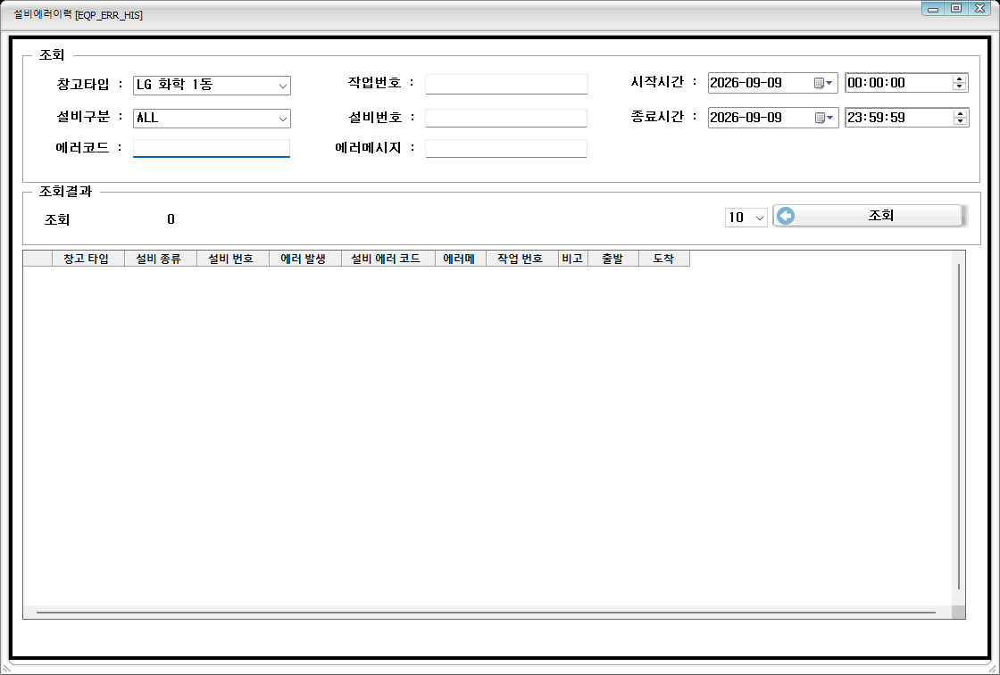 설비에러이력 [EQP_ERR_HIS]
조회
창고타입 : LG 화학 1동 작업번호 : 시작시간 : 2026-09-09 00:00:00
설비구분 : ALL 설비번호 : 종료시간 : 2026-09-09 23:59:59
에러코드 : 에러메시지 :
조회결과
조회 0 10 조회
창고 타입 설비 종류 설비 번호 에러 발생 설비 에러 코드 에러메 작업 번호 비고 출발 도착